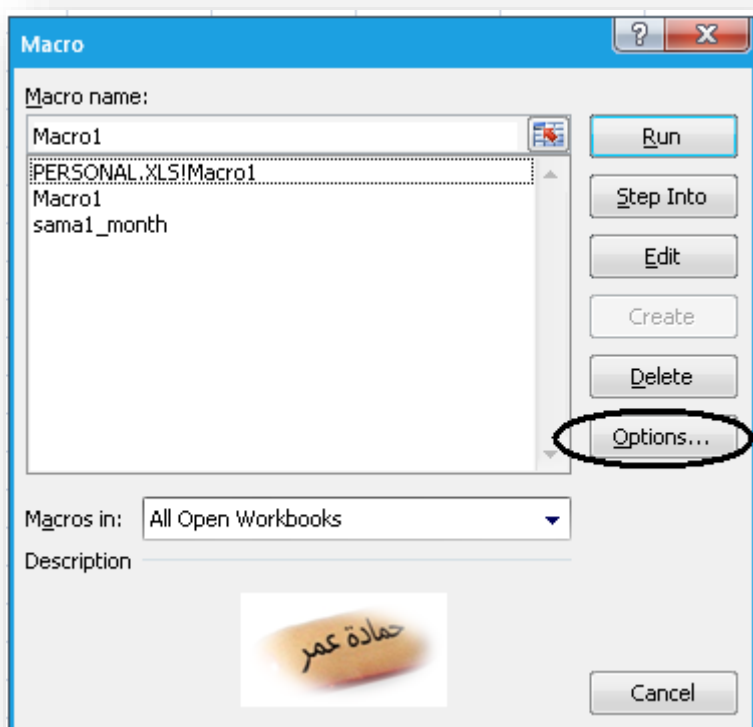 Macro
Macro name:
Macro1
Run
PERSONAL.XLS!Macro1
Macro1
sama1_month
Step Into
Edit
Create
Delete
Options...
Macros in:
All Open Workbooks
Description
حمادة عمر
Cancel